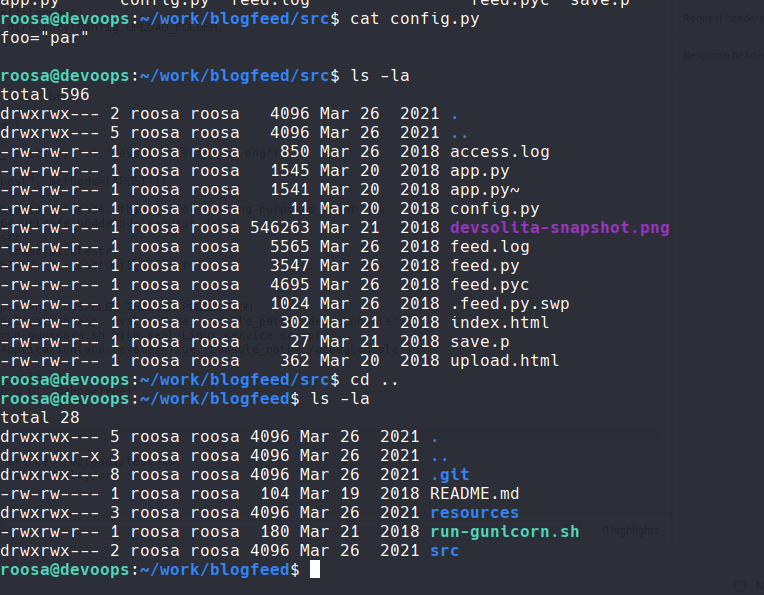 roosa@devoops:~/work/blogfeed/src$ cat config.py
foo="par"
roosa@devoops:~/work/blogfeed/src$ ls -la
total 596
drwxrwx--- 2 roosa roosa   4096 Mar 26  2021 .
drwxrwx--- 5 roosa roosa   4096 Mar 26  2021 ..
-rw-rw-r-- 1 roosa roosa    850 Mar 26  2018 access.log
-rw-rw-r-- 1 roosa roosa   1545 Mar 20  2018 app.py
-rw-rw-r-- 1 roosa roosa   1541 Mar 20  2018 app.py~
-rw-rw-r-- 1 roosa roosa     11 Mar 20  2018 config.py
-rw-rw-r-- 1 roosa roosa 546263 Mar 21  2018 devsolita-snapshot.png
-rw-rw-r-- 1 roosa roosa   5565 Mar 26  2018 feed.log
-rw-rw-r-- 1 roosa roosa   3547 Mar 26  2018 feed.py
-rw-rw-r-- 1 roosa roosa   4695 Mar 26  2018 feed.pyc
-rw-rw-r-- 1 roosa roosa   1024 Mar 26  2018 .feed.py.swp
-rw-rw-r-- 1 roosa roosa    302 Mar 21  2018 index.html
-rw-rw-r-- 1 roosa roosa     27 Mar 21  2018 save.p
-rw-rw-r-- 1 roosa roosa    362 Mar 20  2018 upload.html
roosa@devoops:~/work/blogfeed/src$ cd ..
roosa@devoops:~/work/blogfeed$ ls -la
total 28
drwxrwx--- 5 roosa roosa 4096 Mar 26  2021 .
drwxrwxr-x 3 roosa roosa 4096 Mar 26  2021 ..
drwxrwx--- 8 roosa roosa 4096 Mar 26  2021 .git
-rw-rw---- 1 roosa roosa  104 Mar 19  2018 README.md
drwxrwx--- 3 roosa roosa 4096 Mar 26  2021 resources
-rwxrw-r-- 1 roosa roosa  180 Mar 21  2018 run-gunicorn.sh
drwxrwx--- 2 roosa roosa 4096 Mar 26  2021 src
roosa@devoops:~/work/blogfeed$
Request header
Response header
0 highlights